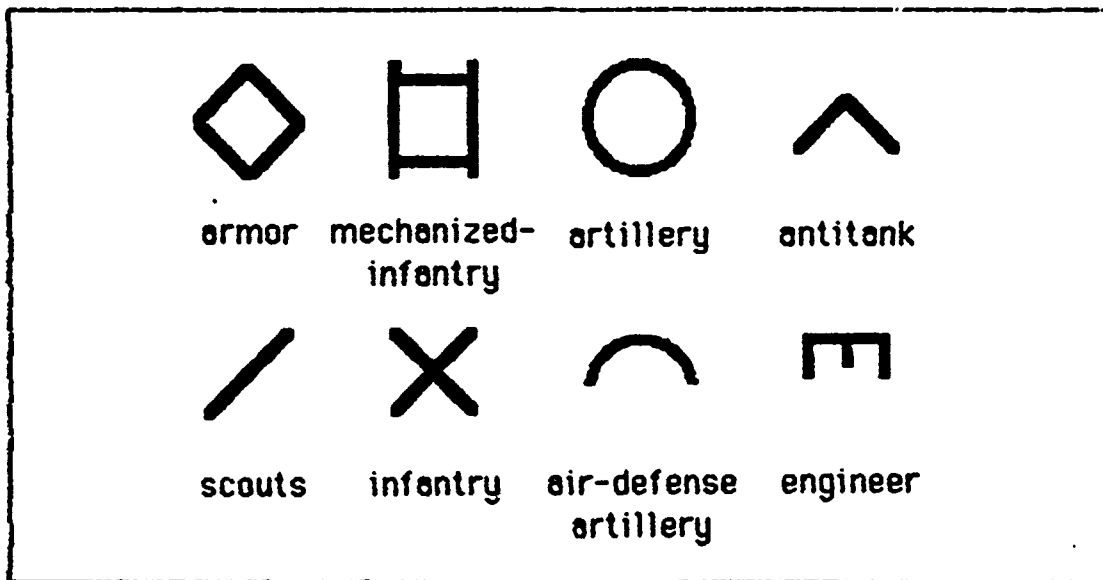 armor mechanized- artillery antitank
infantry
scouts infantry air-defense engineer
artillery